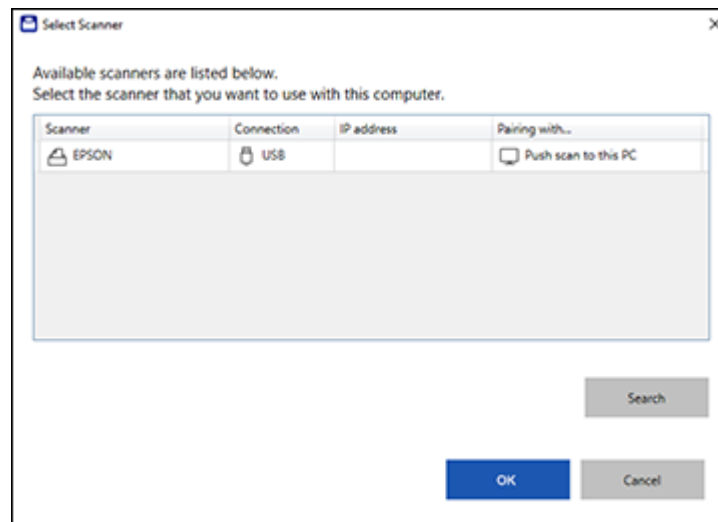 Select Scanner
Available scanners are listed below.
Select the scanner that you want to use with this computer.
Scanner Connection IP address Pairing with...
EPSON USB Push scan to this PC
Search
OK Cancel